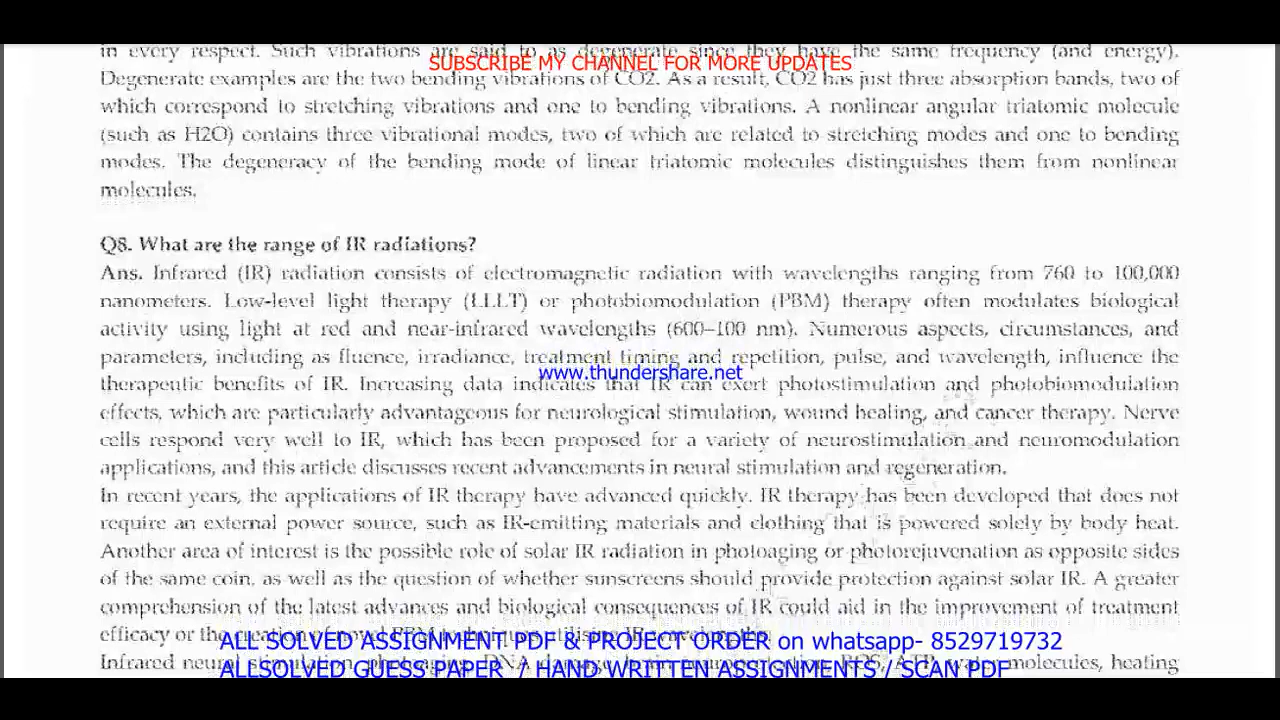 in every respect. Such vibrations are said to as degenerate since they have the same frequency (and energy).
SUBSCRIBE MY CHANNEL FOR MORE UPDATES
Degenerate examples are the two bending vibrations of CO2. As a result, CO2 has just three absorption bands, two of
which correspond to stretching vibrations and one to bending vibrations. A nonlinear angular triatomic molecule
(such as H2O) contains three vibrational modes, two of which are related to stretching modes and one to bending
modes. The degeneracy of the bending mode of linear triatomic molecules distinguishes them from nonlinear
molecules.
Q8. What are the range of IR radiations?
Ans. Infrared (IR) radiation consists of electromagnetic radiation with wavelengths ranging from 760 to 100,000
nanometers. Low-level light therapy (LLLT) or photobiomodulation (PBM) therapy often modulates biological
activity using light at red and near-infrared wavelengths (600–100 nm). Numerous aspects, circumstances, and
parameters, including as fluence, irradiance, treatment timing and repetition, pulse, and wavelength, influence the
www.thundershare.net
therapeutic benefits of IR. Increasing data indicates that IR can exert photostimulation and photobiomodulation
effects, which are particularly advantageous for neurological stimulation, wound healing, and cancer therapy. Nerve
cells respond very well to IR, which has been proposed for a variety of neurostimulation and neuromodulation
applications, and this article discusses recent advancements in neural stimulation and regeneration.
In recent years, the applications of IR therapy have advanced quickly. IR therapy has been developed that does not
require an external power source, such as IR-emitting materials and clothing that is powered solely by body heat.
Another area of interest is the possible role of solar IR radiation in photoaging or photorejuvenation as opposite sides
of the same coin, as well as the question of whether sunscreens should provide protection against solar IR. A greater
comprehension of the latest advances and biological consequences of IR could aid in the improvement of treatment
efficacy or the
ALL SOLVED ASSIGNMENT PDF & PROJECT ORDER on whatsapp- 8529719732
Infrared neural stimulation, photoaging, DNA damage, ROS, ATP, water molecules, heating
ALLSOLVED GUESS PAPER / HAND WRITTEN ASSIGNMENTS / SCAN PDF